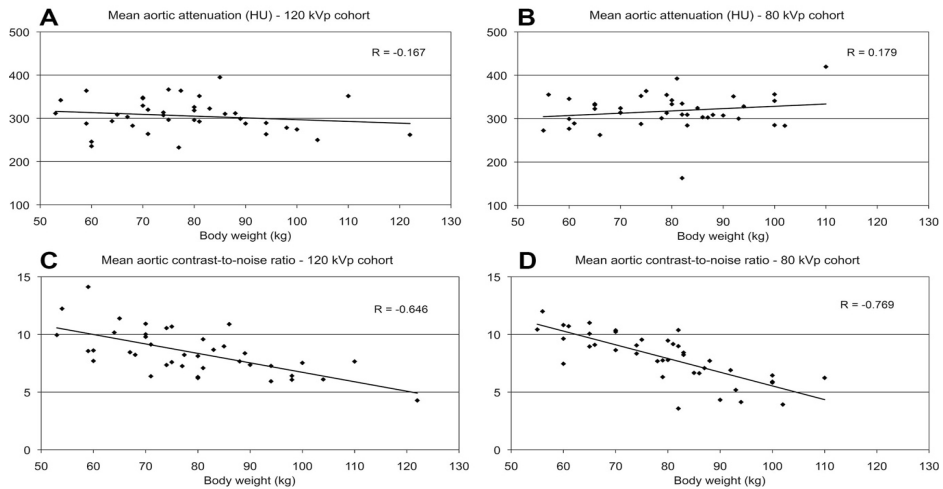 A
Mean aortic attenuation (HU) - 120 kVp cohort
R = -0.167
500
400
300
200
100
50 60 70 80 90 100 110 120 130
Body weight (kg)
B
Mean aortic attenuation (HU) - 80 kVp cohort
R = 0.179
500
400
300
200
100
50 60 70 80 90 100 110 120 130
Body weight (kg)
C
Mean aortic contrast-to-noise ratio - 120 kVp cohort
R = -0.646
15
10
5
0
50 60 70 80 90 100 110 120 130
Body weight (kg)
D
Mean aortic contrast-to-noise ratio - 80 kVp cohort
R = -0.769
15
10
5
0
50 60 70 80 90 100 110 120 130
Body weight (kg)